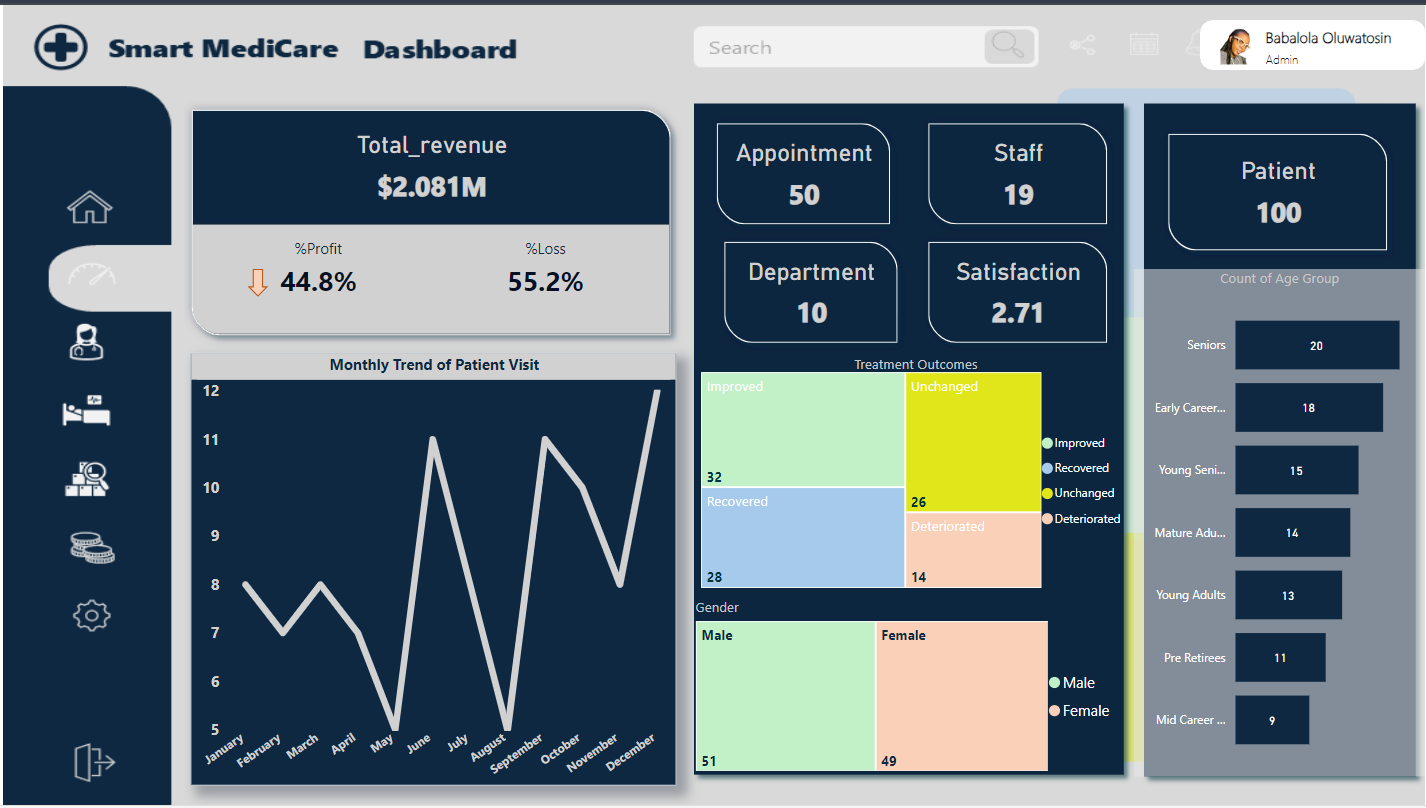 Smart MediCare Dashboard
Search
Babalola Oluwatosin
Admin
Total_revenue
$2.081M
%Profit
44.8%
%Loss
55.2%
Monthly Trend of Patient Visit
12
11
10
9
8
7
6
5
January
February
March
April
May
June
July
August
September
October
November
December
Appointment
50
Staff
19
Department
10
Satisfaction
2.71
Treatment Outcomes
Improved
32
Unchanged
26
Recovered
28
Deteriorated
14
Improved
Recovered
Unchanged
Deteriorated
Gender
Male
51
Female
49
Male
Female
Patient
100
Count of Age Group
Seniors
20
Early Career...
18
Young Seni...
15
Mature Adu...
14
Young Adults
13
Pre Retirees
11
Mid Career ...
9